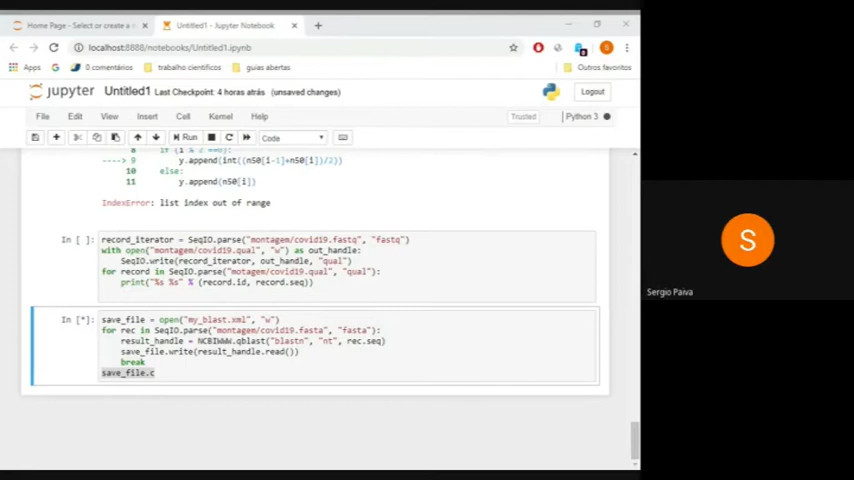 Home Page - Select or create a n
Untitled1 - Jupyter Notebook
localhost:8888/notebooks/Untitled1.ipynb
Apps
0 comentários
trabalho científicos
guias abertas
Outros favoritos
jupyter Untitled1 Last Checkpoint: 4 horas atrás (unsaved changes)
Logout
File Edit View Insert Cell Kernel Help
Trusted
Python 3
Run
Code
8 if (i % 2 ==0):
----> 9 y.append(int((n50[i-1]+n50[i])/2))
10 else:
11 y.append(n50[i])
IndexError: list index out of range
In [ ]: record_iterator = SeqIO.parse("montagem/covid19.fastq", "fastq")
with open("montagem/covid19.qual", "w") as out_handle:
SeqIO.write(record_iterator, out_handle, "qual")
for record in SeqIO.parse("motagem/covid19.qual", "qual"):
print("%s %s" % (record.id, record.seq))
In [*]: save_file = open("my_blast.xml", "w")
for rec in SeqIO.parse("montagem/covid19.fasta", "fasta"):
result_handle = NCBIWWW.qblast("blastn", "nt", rec.seq)
save_file.write(result_handle.read())
break
save_file.c
S
Sergio Paiva